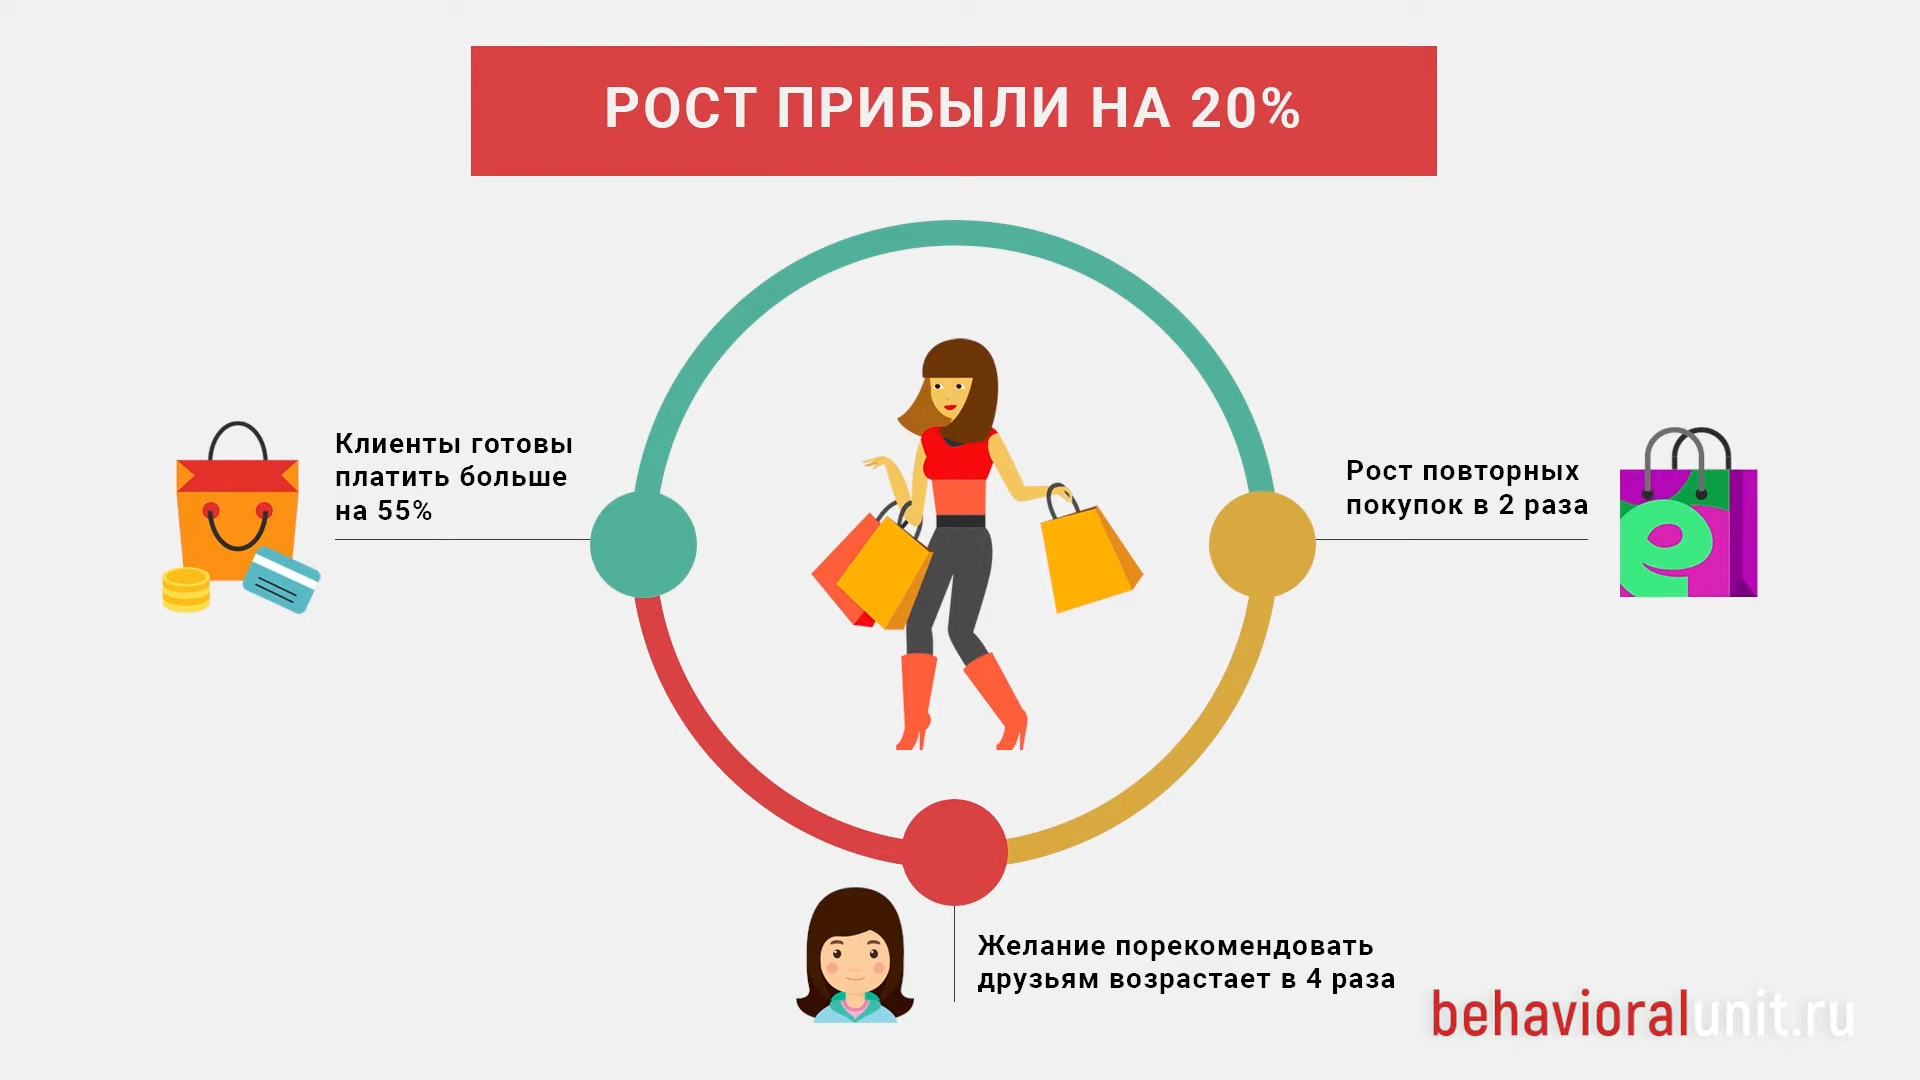 РОСТ ПРИБЫЛИ НА 20%
Клиенты готовы
платить больше
на 55%
Рост повторных
покупок в 2 раза
e
Желание порекомендовать
друзьям возрастает в 4 раза
behavioralunit.ru